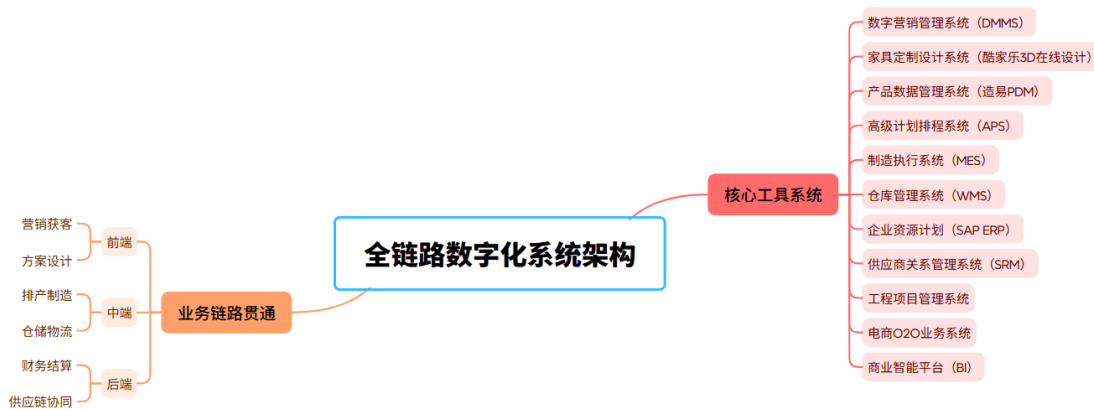 全链路数字化系统架构
核心工具系统
数字营销管理系统（DMMS）
家具定制设计系统（酷家乐3D在线设计）
产品数据管理系统（造易PDM）
高级计划排程系统（APS）
制造执行系统（MES）
仓库管理系统（WMS）
企业资源计划（SAP ERP）
供应商关系管理系统（SRM）
工程项目管理系统
电商O2O业务系统
商业智能平台（BI）
业务链路贯通
前端
营销获客
方案设计
中端
排产制造
仓储物流
后端
财务结算
供应链协同